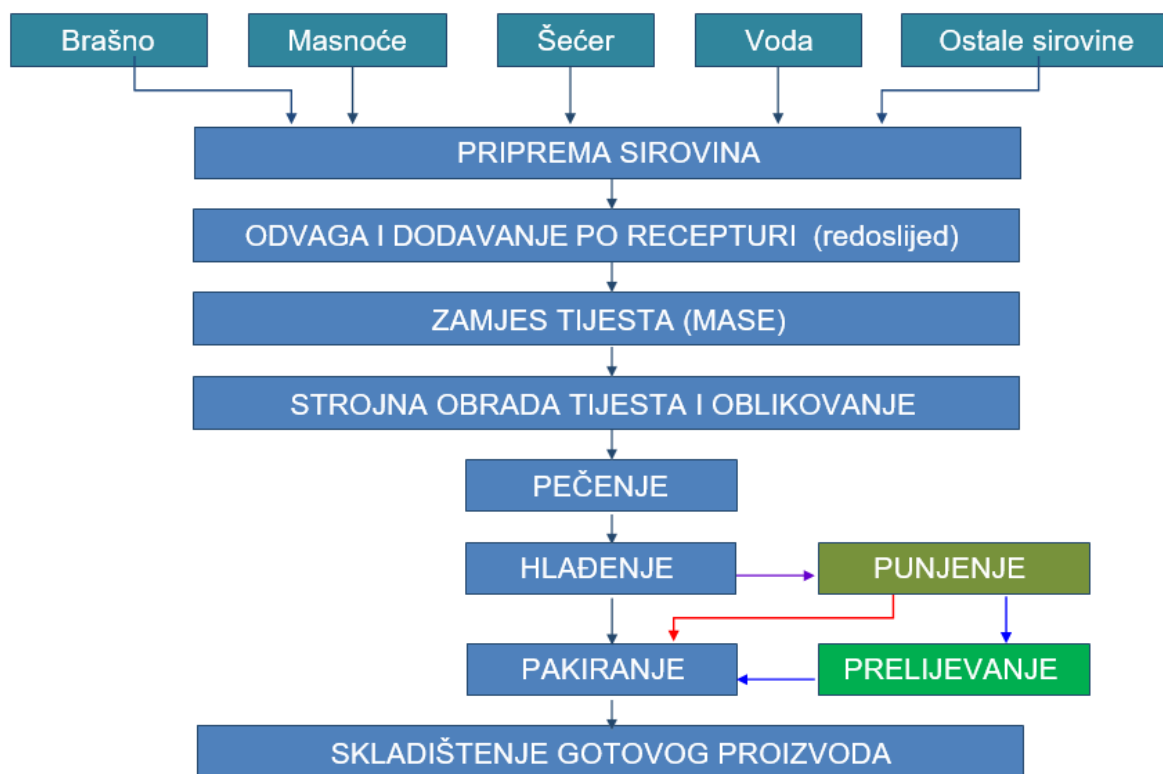 Brašno
Masnoće
Šećer
Voda
Ostale sirovine
PRIPREMA SIROVINA
ODVAGA I DODAVANJE PO RECEPTURI (redoslijed)
ZAMJES TIJESTA (MASE)
STROJNA OBRADA TIJESTA I OBLIKOVANJE
PEČENJE
HLAĐENJE
PUNJENJE
PAKIRANJE
PRELIJEVANJE
SKLADIŠTENJE GOTOVOG PROIZVODA